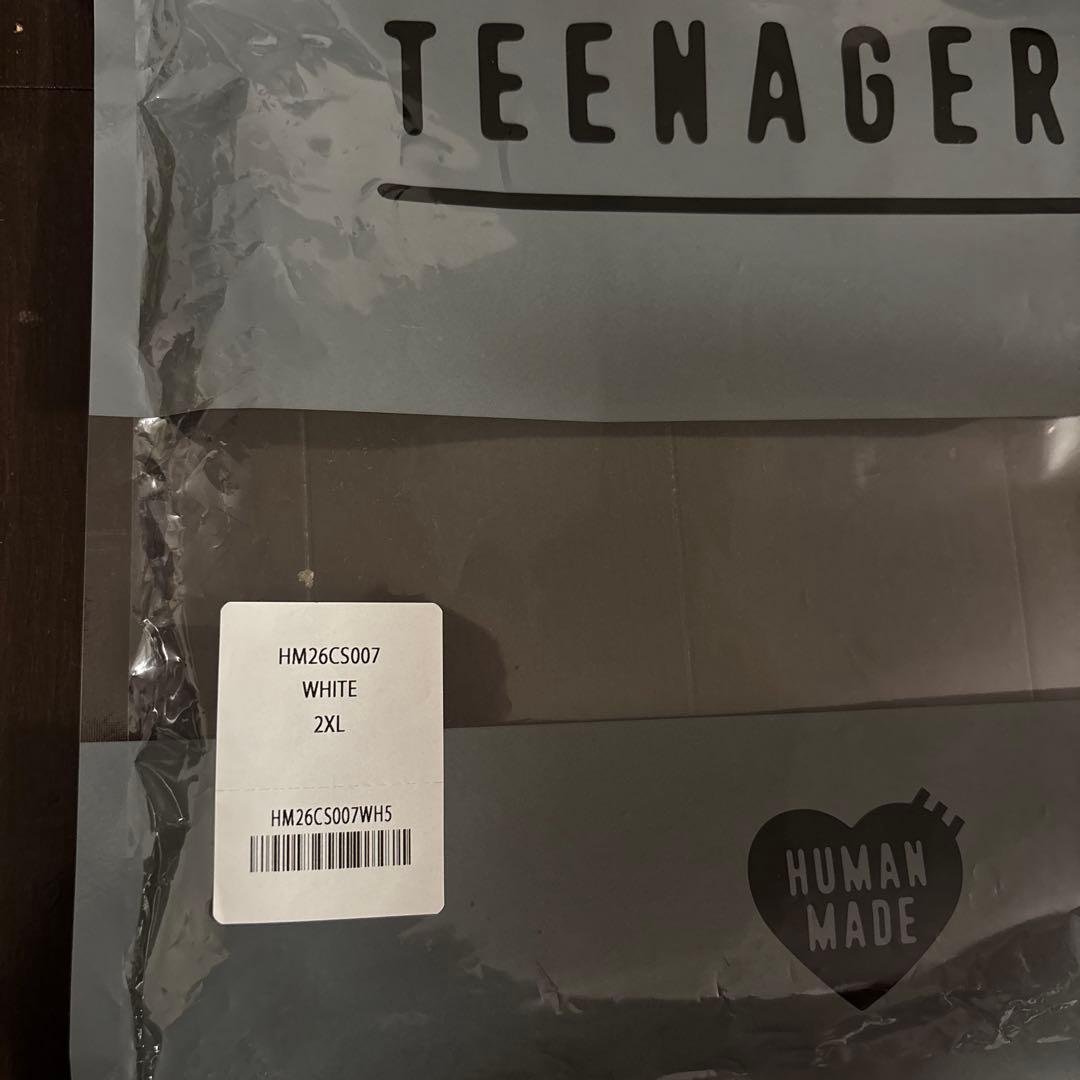 TEENAGER
HM26CS007
WHITE
2XL
HM26CS007WH5
HUMAN
MADE